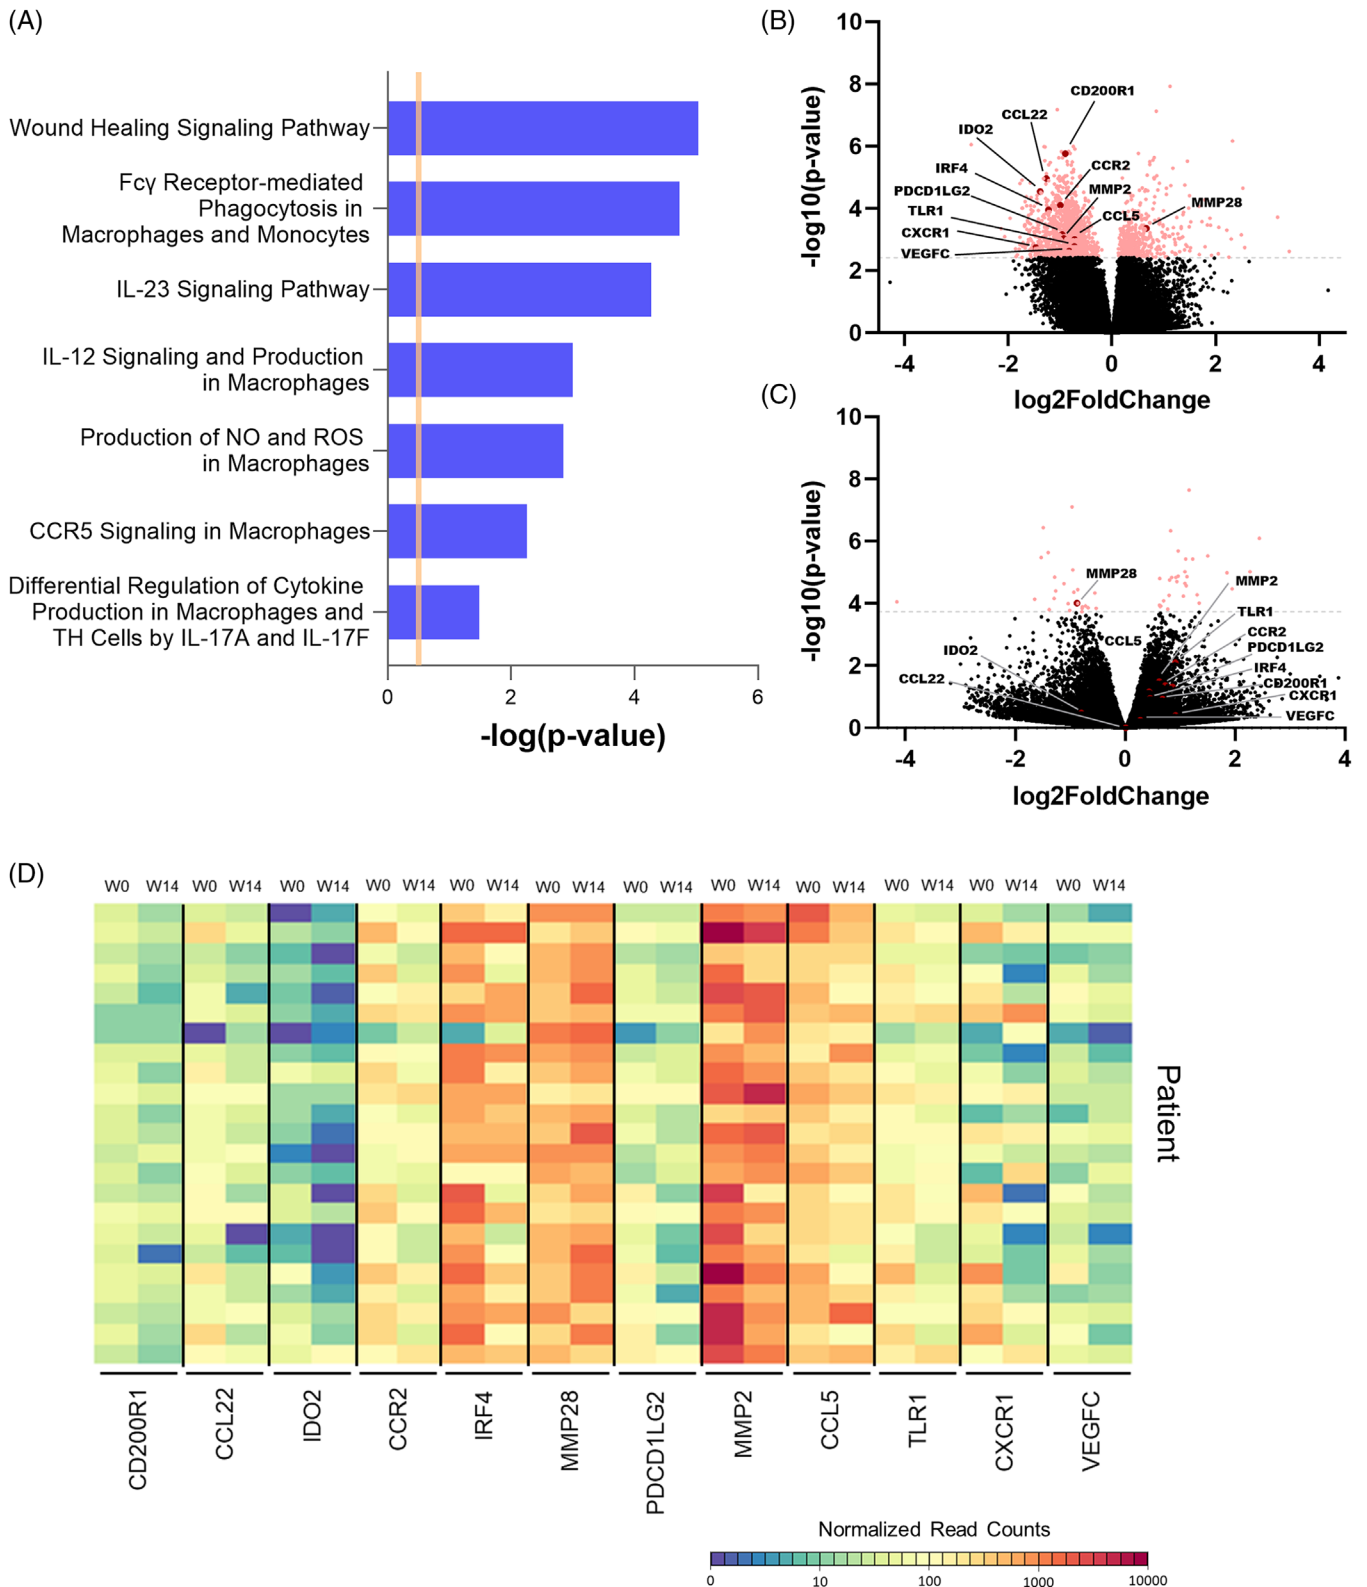 (A)
Wound Healing Signaling Pathway
Fcγ Receptor-mediated
Phagocytosis in
Macrophages and Monocytes
IL-23 Signaling Pathway
IL-12 Signaling and Production
in Macrophages
Production of NO and ROS
in Macrophages
CCR5 Signaling in Macrophages
Differential Regulation of Cytokine
Production in Macrophages and
TH Cells by IL-17A and IL-17F
0 2 4 6
-log(p-value)
(B)
10
8
6
4
2
0
-log10(p-value)
CD200R1
CCL22
IDO2
IRF4
CCR2
PDCD1LG2
MMP2
TLR1
CCL5
MMP28
CXCR1
VEGFC
-4 -2 0 2 4
log2FoldChange
(C)
10
8
6
4
2
0
-log10(p-value)
MMP28
MMP2
TLR1
CCL5
CCR2
IDO2
PDCD1LG2
IRF4
CCL22
CD200R1
CXCR1
VEGFC
-4 -2 0 2 4
log2FoldChange
(D)
W0 W14 W0 W14 W0 W14 W0 W14 W0 W14 W0 W14 W0 W14 W0 W14 W0 W14 W0 W14 W0 W14 W0 W14
Patient
CD200R1
CCL22
IDO2
CCR2
IRF4
MMP28
PDCD1LG2
MMP2
CCL5
TLR1
CXCR1
VEGFC
Normalized Read Counts
0 10 100 1000 10000